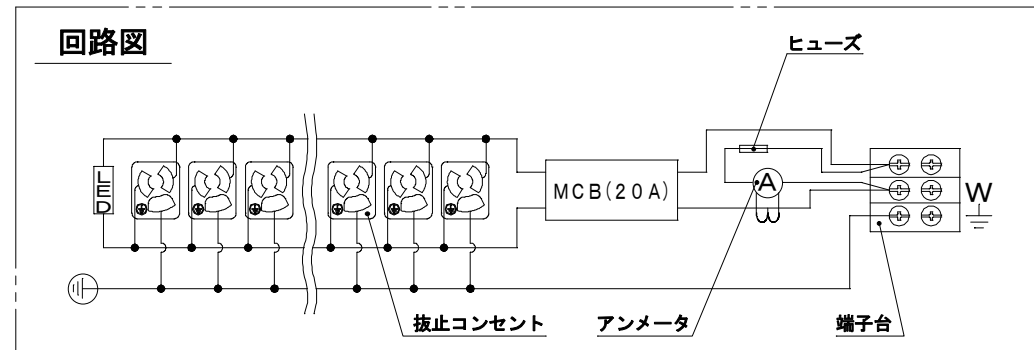 回路図
ヒューズ
LED
MCB(20A)
A
W
抜止コンセント
アンメータ
端子台